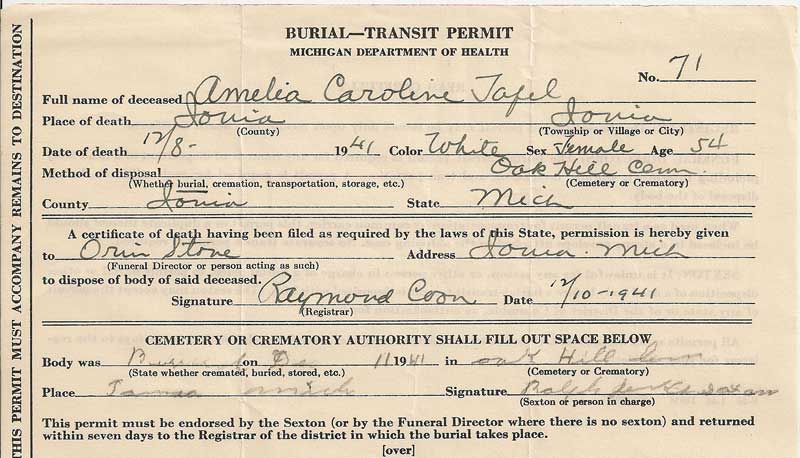 BURIAL—TRANSIT PERMIT
MICHIGAN DEPARTMENT OF HEALTH
No. 71
Full name of deceased Amelia Caroline Tafel
Place of death Ionia Ionia
(County) (Township or Village or City)
Date of death 12/8- 1941 Color White Sex Female Age 54
Method of disposal Oak Hill Cem.
(Whether burial, cremation, transportation, storage, etc.) (Cemetery or Crematory)
County Ionia State Mich
A certificate of death having been filed as required by the laws of this State, permission is hereby given
to Orin Stone Address Ionia Mich
(Funeral Director or person acting as such)
to dispose of body of said deceased.
Signature Raymond Coon Date 12/10-1941
(Registrar)
CEMETERY OR CREMATORY AUTHORITY SHALL FILL OUT SPACE BELOW
Body was on 11 1941 in Oak Hill
(State whether cremated, buried, stored, etc.) (Cemetery or Crematory)
Place mich Signature Ralph
(Sexton or person in charge)
This permit must be endorsed by the Sexton (or by the Funeral Director where there is no sexton) and returned
within seven days to the Registrar of the district in which the burial takes place.
[over]
THIS PERMIT MUST ACCOMPANY REMAINS TO DESTINATION